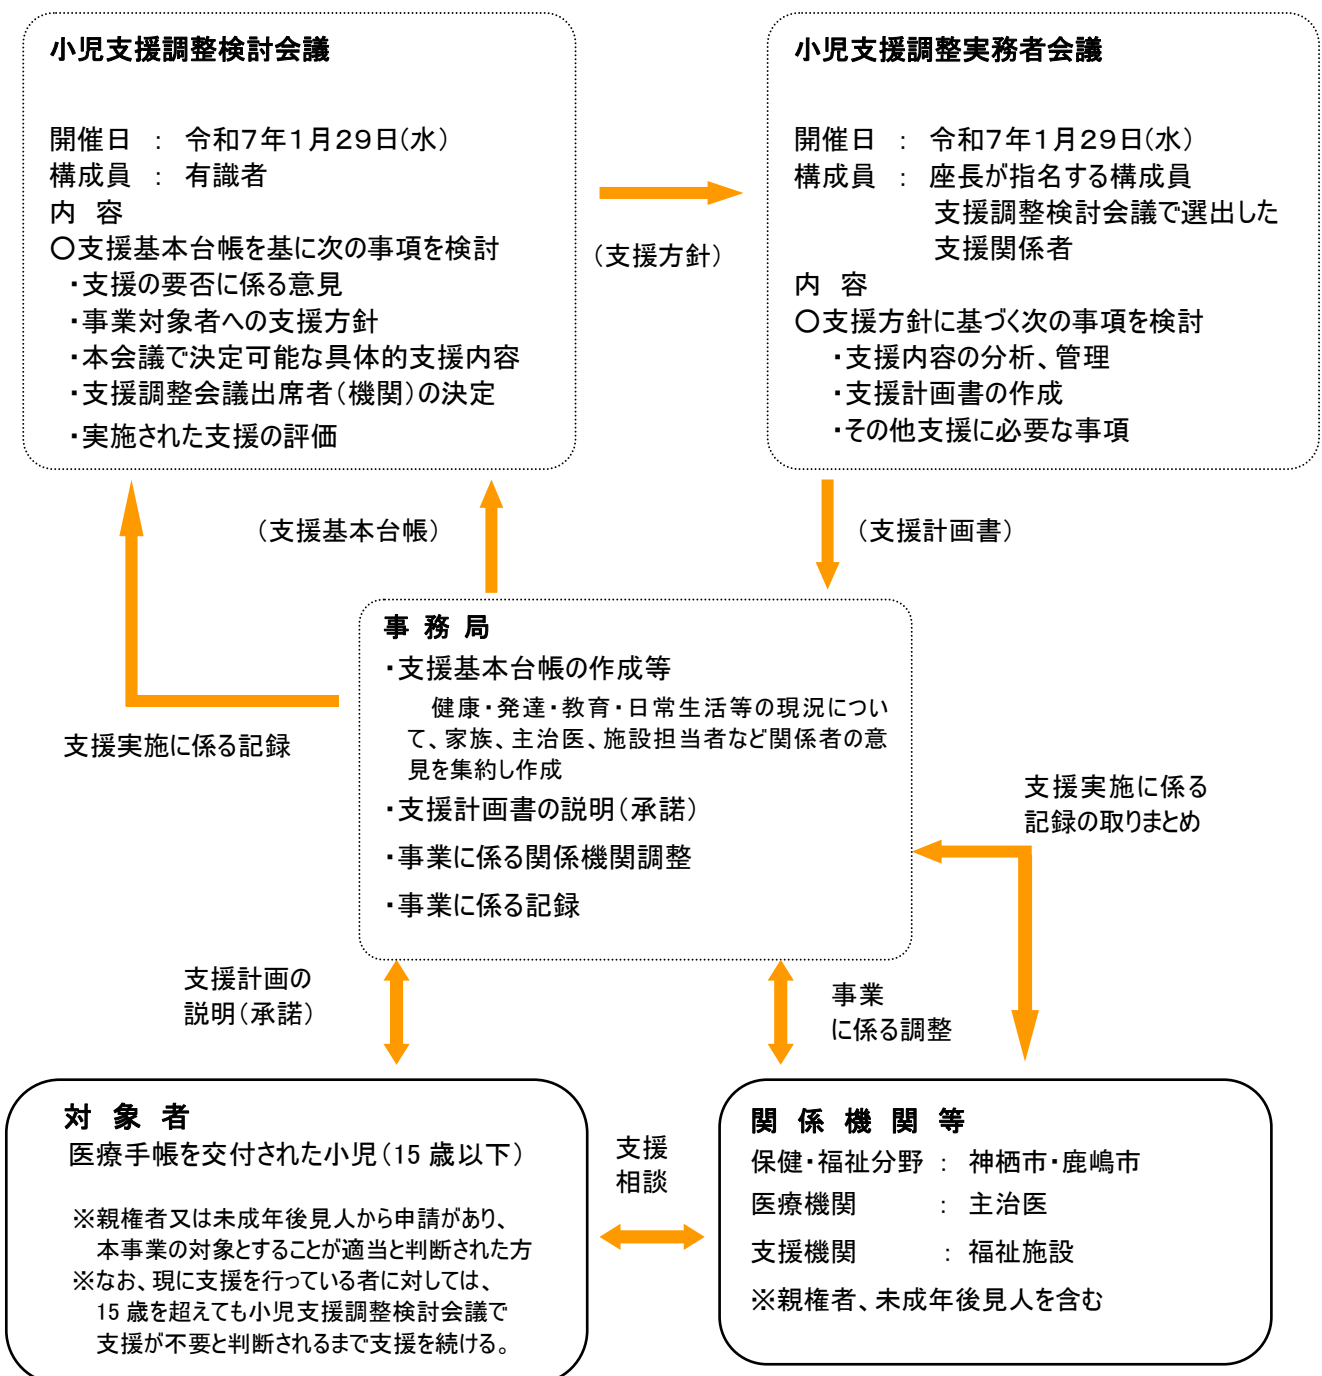 小児支援調整検討会議
開催日 ： 令和7年1月29日(水)
構成員 ： 有識者
内 容
○支援基本台帳を基に次の事項を検討
・支援の要否に係る意見
・事業対象者への支援方針
・本会議で決定可能な具体的支援内容
・支援調整会議出席者(機関)の決定
・実施された支援の評価
(支援方針)
小児支援調整実務者会議
開催日 ： 令和7年1月29日(水)
構成員 ： 座長が指名する構成員
支援調整検討会議で選出した
支援関係者
内 容
○支援方針に基づく次の事項を検討
・支援内容の分析、管理
・支援計画書の作成
・その他支援に必要な事項
(支援基本台帳)
(支援計画書)
事 務 局
・支援基本台帳の作成等
健康・発達・教育・日常生活等の現況につい
て、家族、主治医、施設担当者など関係者の意
見を集約し作成
・支援計画書の説明(承諾)
・事業に係る関係機関調整
・事業に係る記録
支援実施に係る記録
支援実施に係る
記録の取りまとめ
支援計画の
説明(承諾)
事業
に係る調整
対 象 者
医療手帳を交付された小児(15 歳以下)
※親権者又は未成年後見人から申請があり、
本事業の対象とすることが適当と判断された方
※なお、現に支援を行っている者に対しては、
15 歳を超えても小児支援調整検討会議で
支援が不要と判断されるまで支援を続ける。
支援
相談
関 係 機 関 等
保健・福祉分野 ： 神栖市・鹿嶋市
医療機関 ： 主治医
支援機関 ： 福祉施設
※親権者、未成年後見人を含む